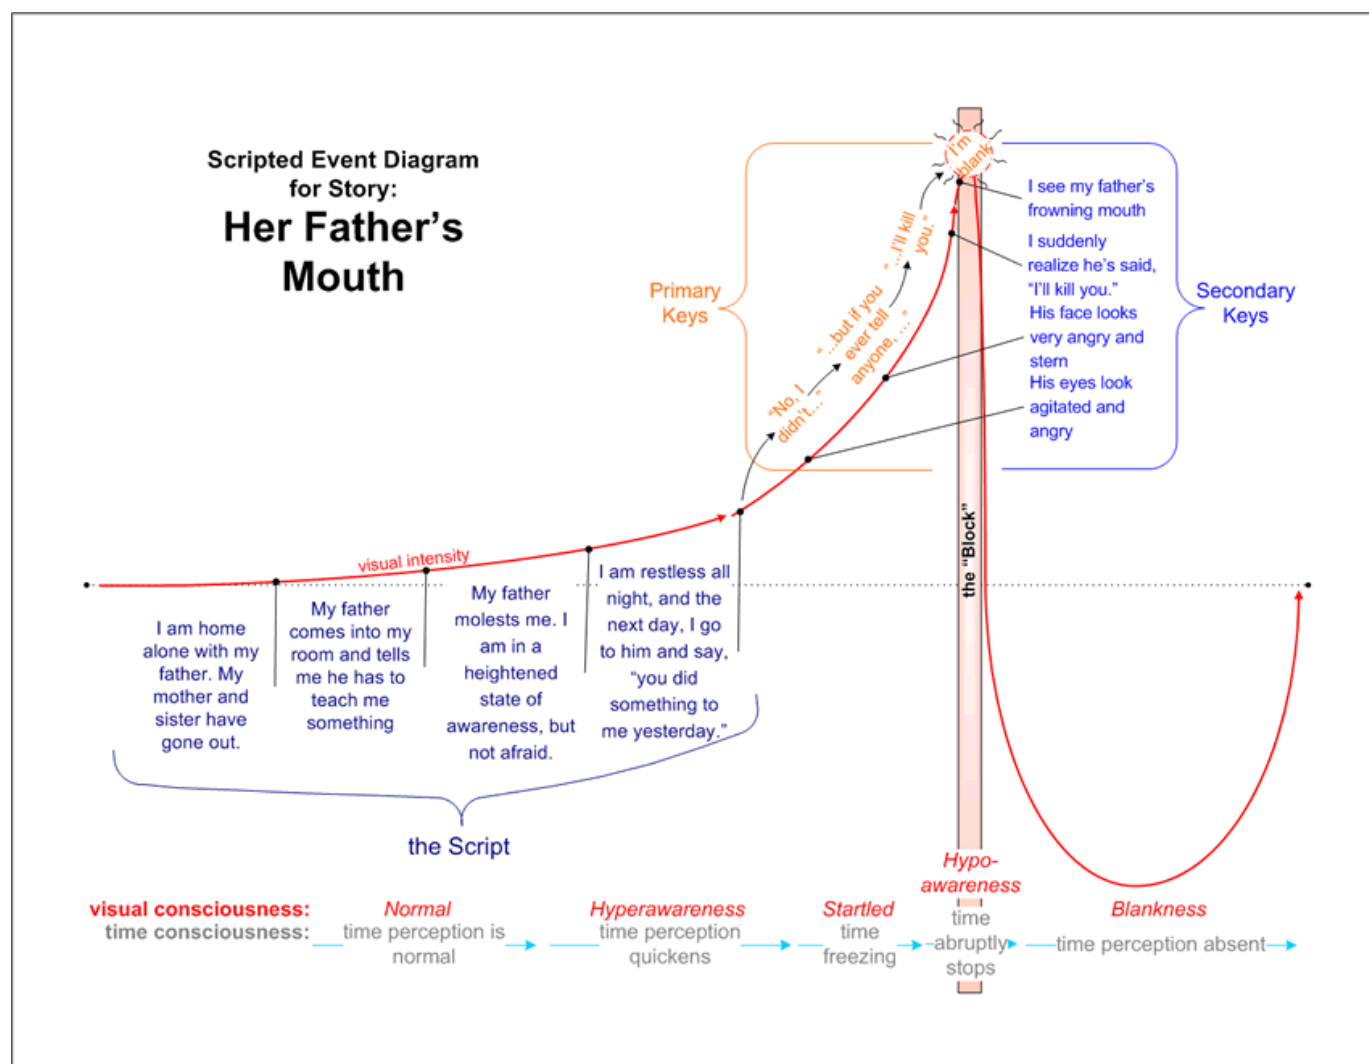 Scripted Event Diagram
for Story:
Her Father's
Mouth
Primary
Keys
"No, I
didn't..."
"...but if you
ever tell
anyone, ..."
"...I'll kill
you."
I'm
blank
I see my father's
frowning mouth
I suddenly
realize he's said,
"I'll kill you."
His face looks
very angry and
stern
His eyes look
agitated and
angry
Secondary
Keys
the "Block"
visual intensity
I am home
alone with my
father. My
mother and
sister have
gone out.
My father
comes into my
room and tells
me he has to
teach me
something
My father
molests me. I
am in a
heightened
state of
awareness, but
not afraid.
I am restless all
night, and the
next day, I go
to him and say,
"you did
something to
me yesterday."
the Script
visual consciousness:
time consciousness:
Normal
time perception is
normal
Hyperawareness
time perception
quickens
Startled
time
freezing
Hypo-
awareness
time
abruptly
stops
Blankness
time perception absent